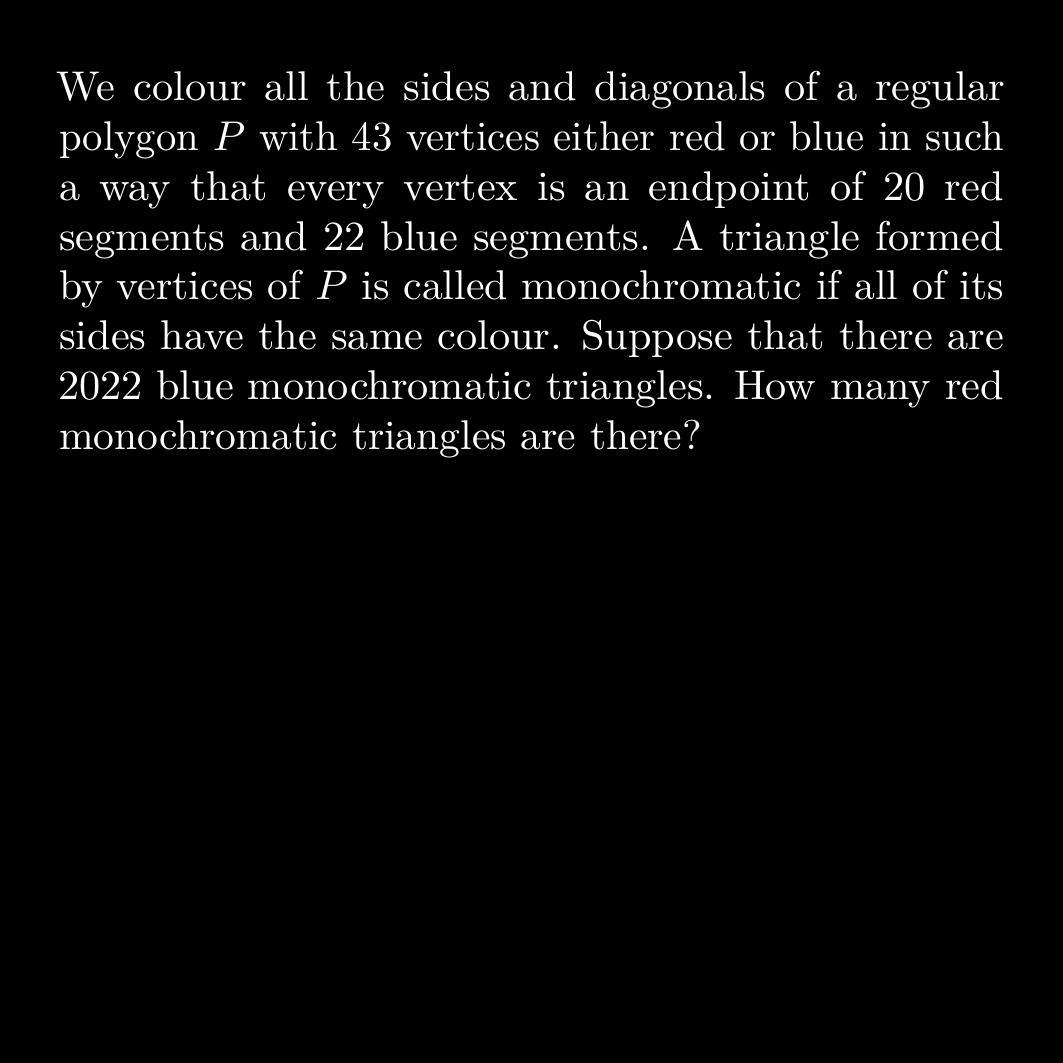 We colour all the sides and diagonals of a regular
polygon P with 43 vertices either red or blue in such
a way that every vertex is an endpoint of 20 red
segments and 22 blue segments. A triangle formed
by vertices of P is called monochromatic if all of its
sides have the same colour. Suppose that there are
2022 blue monochromatic triangles. How many red
monochromatic triangles are there?